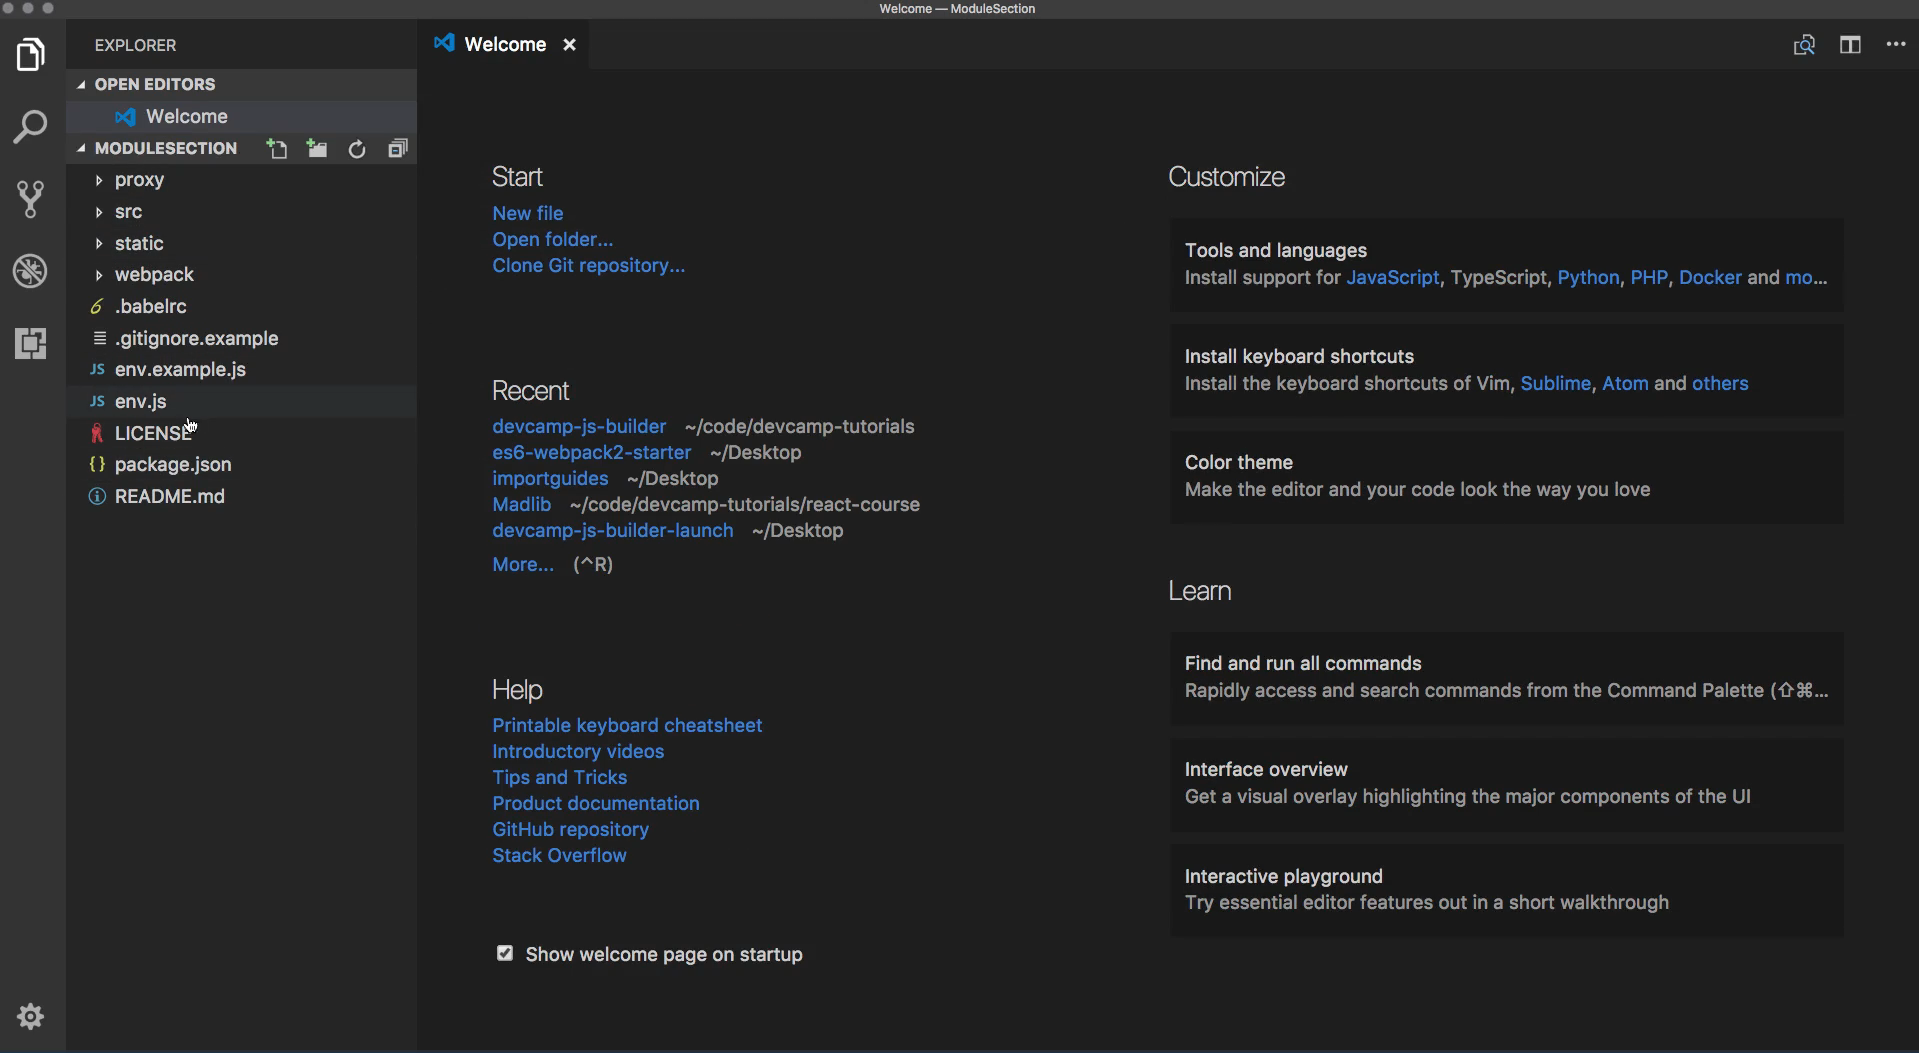 Welcome — ModuleSection
EXPLORER
OPEN EDITORS
Welcome
MODULESECTION
proxy
src
static
webpack
.babelrc
.gitignore.example
JS env.example.js
JS env.js
LICENSE
{} package.json
README.md
Welcome
Start
New file
Open folder...
Clone Git repository...
Recent
devcamp-js-builder ~/code/devcamp-tutorials
es6-webpack2-starter ~/Desktop
importguides ~/Desktop
Madlib ~/code/devcamp-tutorials/react-course
devcamp-js-builder-launch ~/Desktop
More... (^R)
Help
Printable keyboard cheatsheet
Introductory videos
Tips and Tricks
Product documentation
GitHub repository
Stack Overflow
Show welcome page on startup
Customize
Tools and languages
Install support for JavaScript, TypeScript, Python, PHP, Docker and mo...
Install keyboard shortcuts
Install the keyboard shortcuts of Vim, Sublime, Atom and others
Color theme
Make the editor and your code look the way you love
Learn
Find and run all commands
Rapidly access and search commands from the Command Palette (⇧⌘...
Interface overview
Get a visual overlay highlighting the major components of the UI
Interactive playground
Try essential editor features out in a short walkthrough